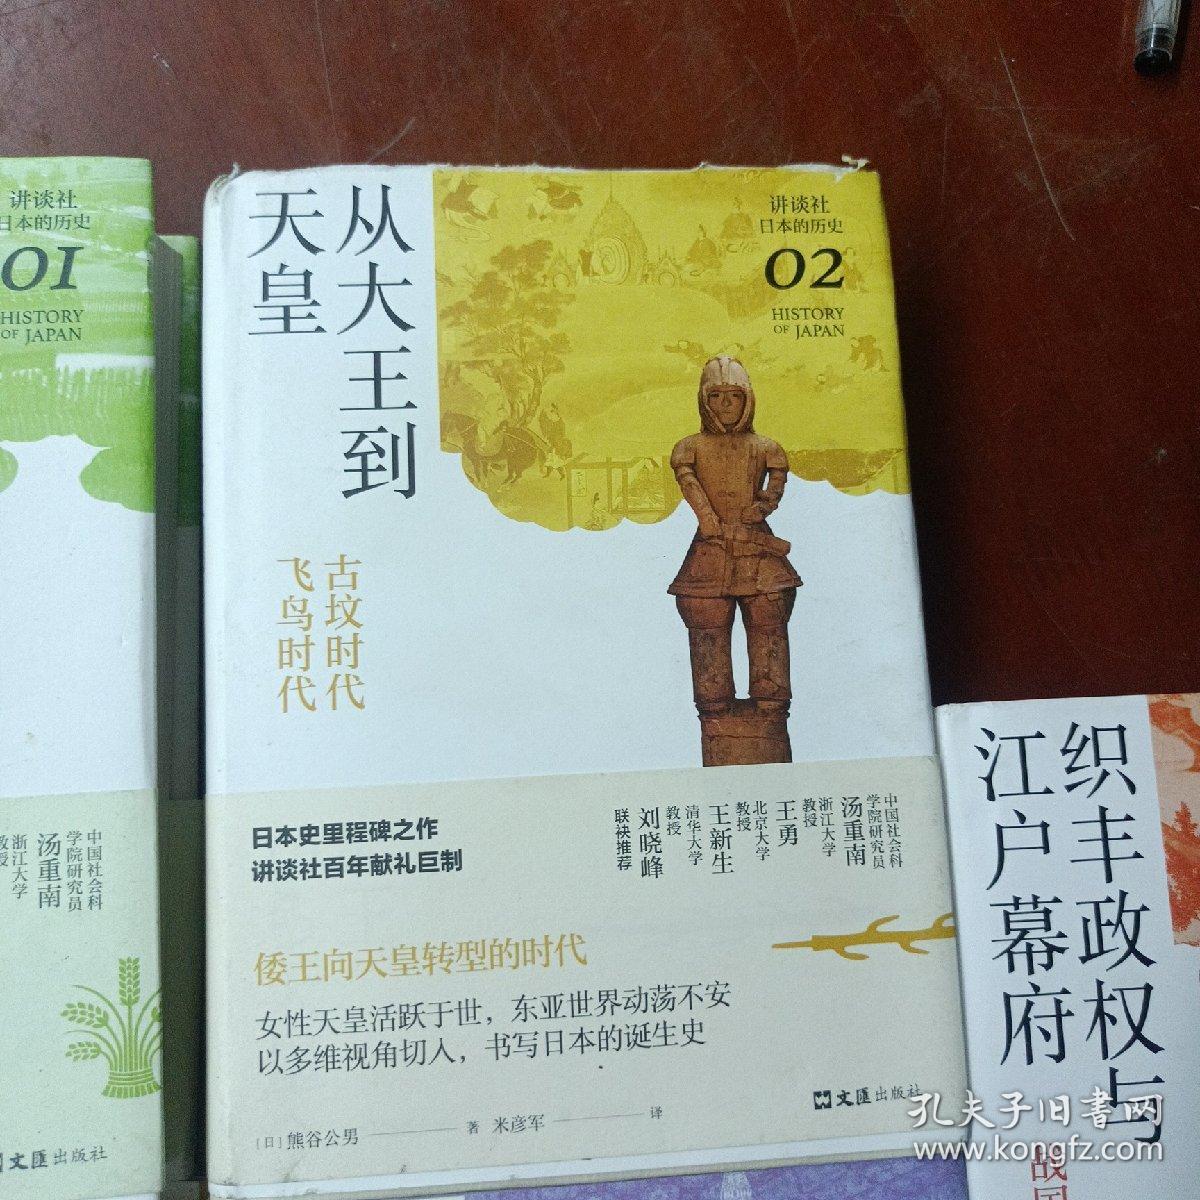 讲谈社
日本的历史
01
HISTORY
OF JAPAN
中国社会科
学院研究员
汤重南
浙江大学
教授
文匯出版社
从大王到
天皇
讲谈社
日本的历史
02
HISTORY
OF JAPAN
古坟时代
飞鸟时代
日本史里程碑之作
讲谈社百年献礼巨制
中国社会科
学院研究员
汤重南
浙江大学
教授
王勇
北京大学
教授
王新生
清华大学
教授
刘晓峰
联袂推荐
倭王向天皇转型的时代
女性天皇活跃于世，东亚世界动荡不安
以多维视角切入，书写日本的诞生史
[日]熊谷公男 著 米彦军 译
文匯出版社
织丰政权与
江户幕府
战国
孔夫子旧书网
www.kongfz.com